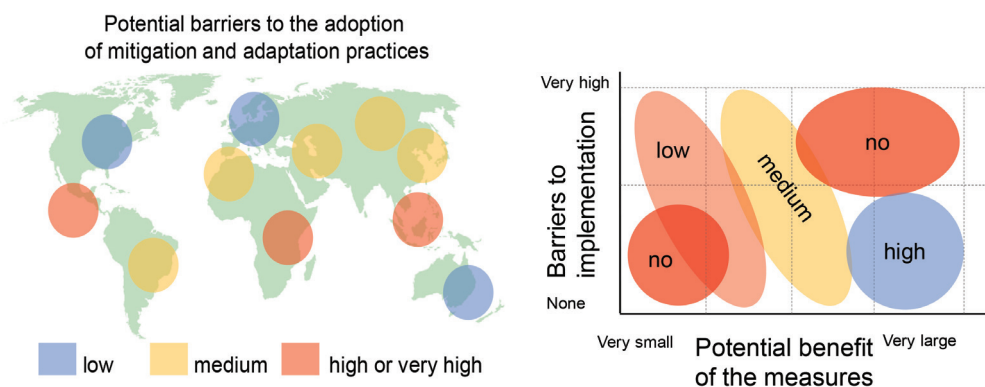 Potential barriers to the adoption
of mitigation and adaptation practices
low
medium
high or very high
Very high
Barriers to
implementation
None
low
medium
no
no
high
Very small
Potential benefit
of the measures
Very large